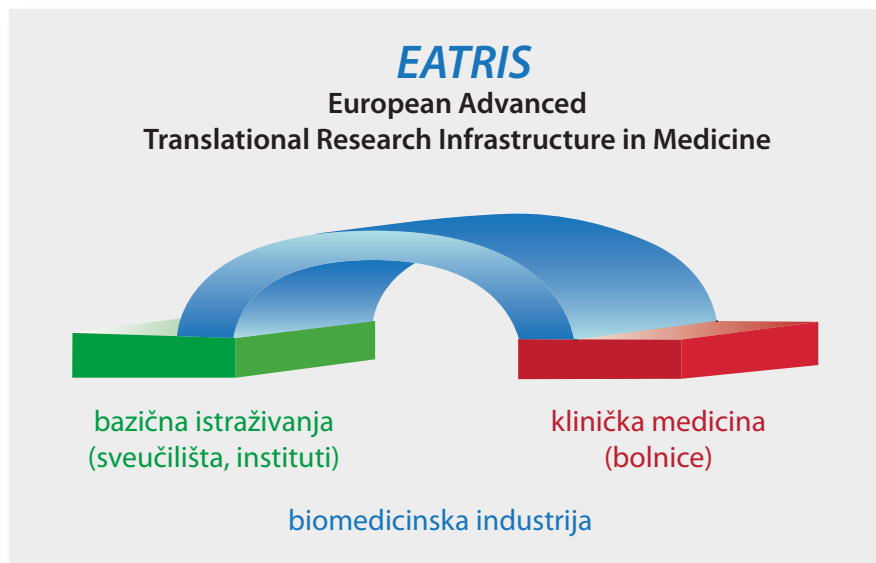 EATRIS
European Advanced
Translational Research Infrastructure in Medicine
bazična istraživanja
(sveučilišta, instituti)
klinička medicina
(bolnice)
biomedicinska industrija